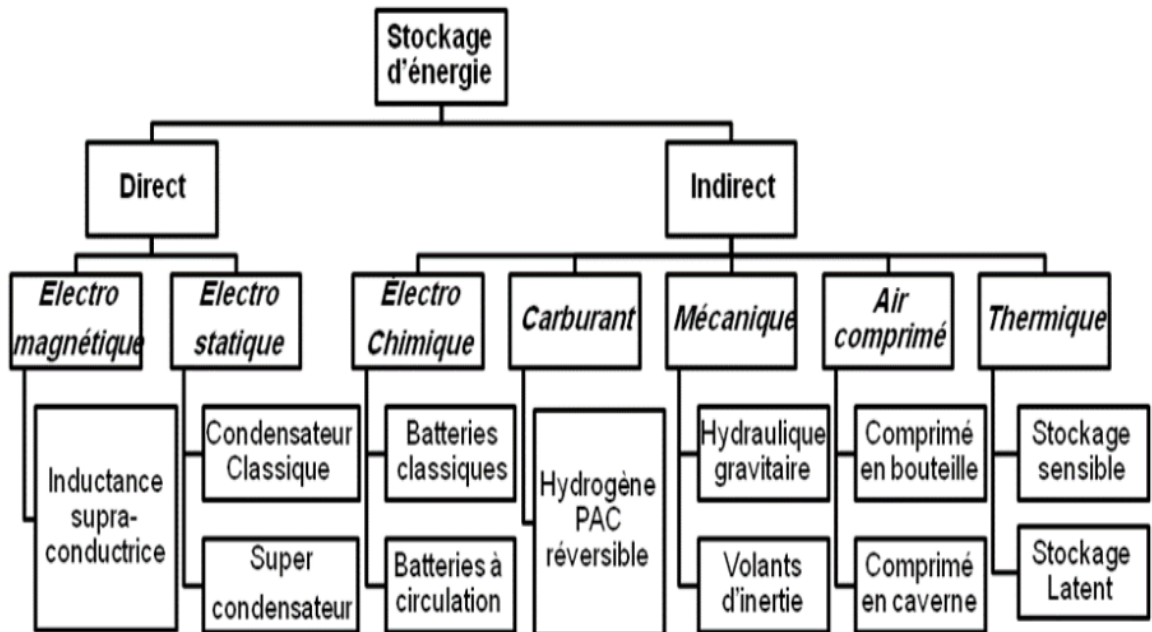 Stockage
d'énergie
Direct
Indirect
Electro
magnétique
Electro
statique
Électro
Chimique
Carburant
Mécanique
Air
comprimé
Thermique
Inductance
supra-
conductrice
Condensateur
Classique
Super
condensateur
Batteries
classiques
Batteries à
circulation
Hydrogène
PAC
réversible
Hydraulique
gravitaire
Volants
d'inertie
Comprimé
en bouteille
Comprimé
en caverne
Stockage
sensible
Stockage
Latent